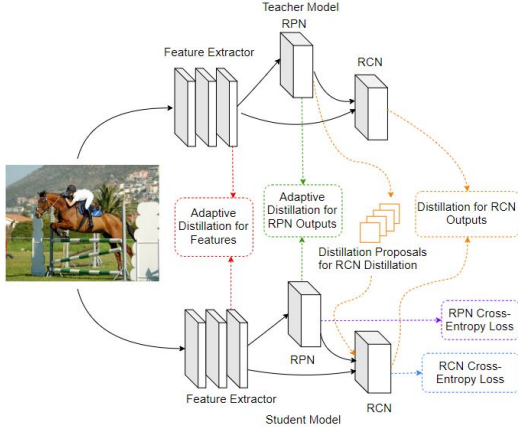 Teacher Model
RPN
Feature Extractor
RCN
Adaptive
Distillation for
Features
Adaptive
Distillation for
RPN Outputs
Distillation Proposals
for RCN Distillation
Distillation for RCN
Outputs
RPN Cross-
Entropy Loss
RPN
RCN Cross-
Entropy Loss
Feature Extractor
RCN
Student Model